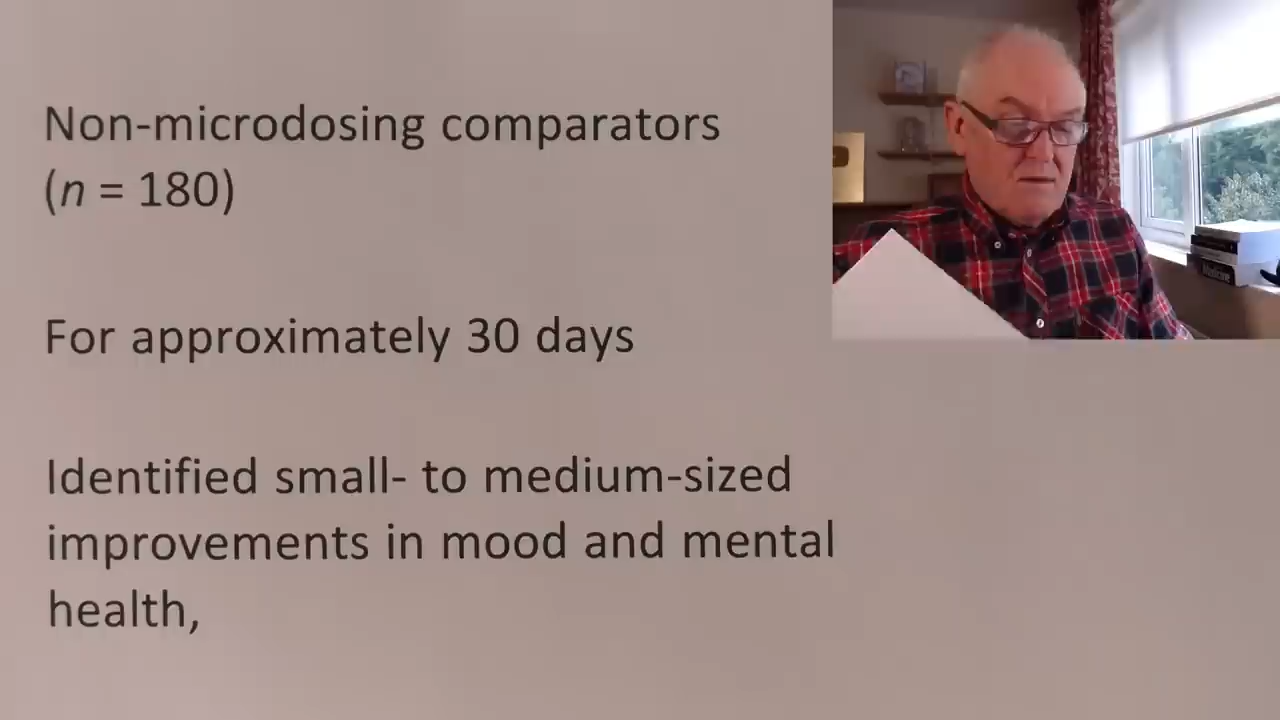 Non-microdosing comparators
(n = 180)
For approximately 30 days
Identified small- to medium-sized
improvements in mood and mental
health,